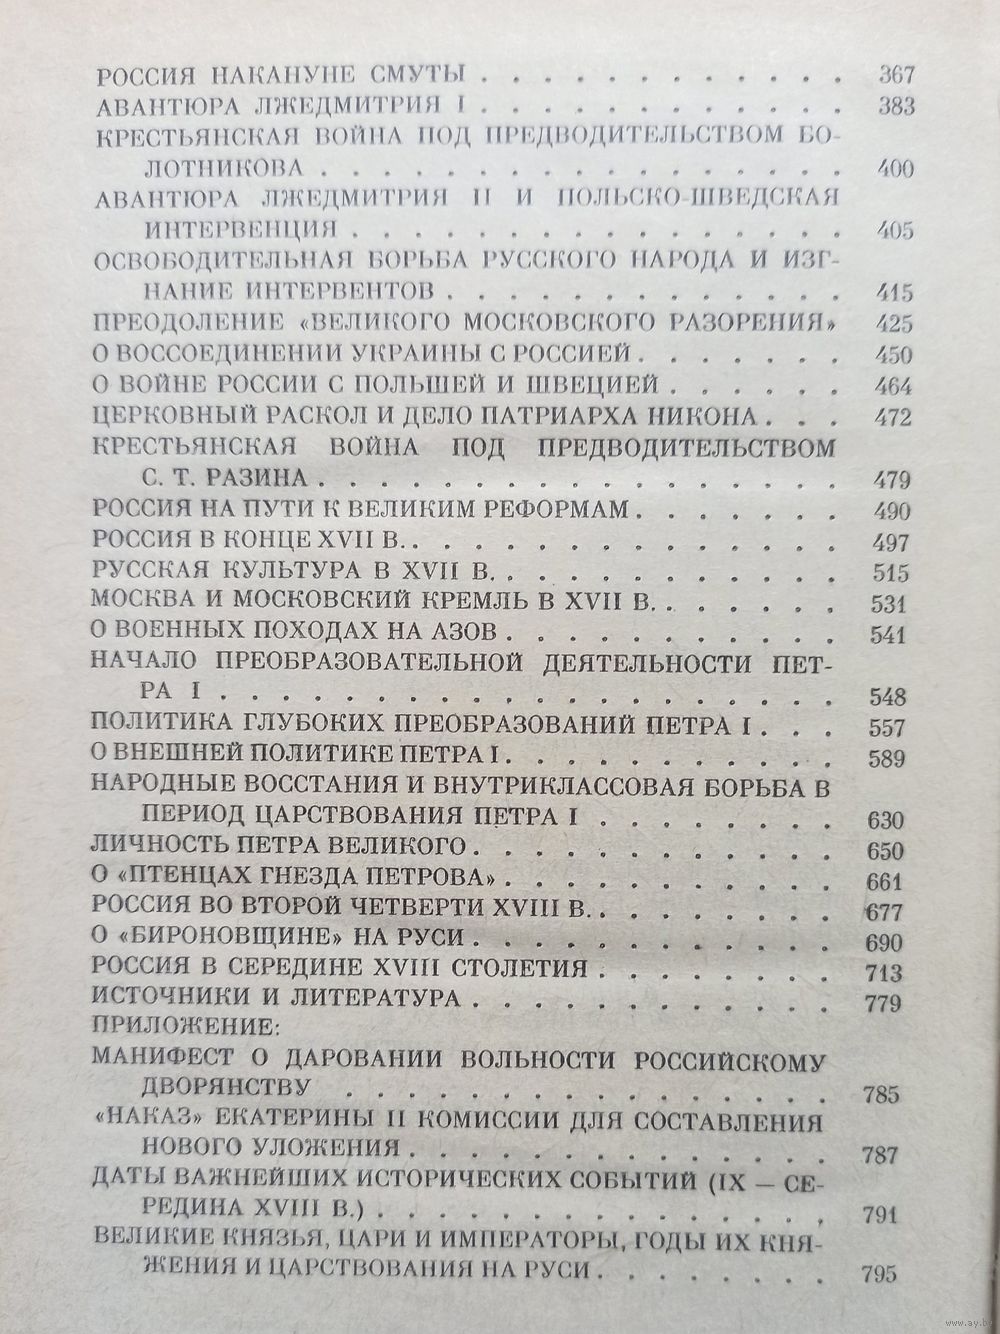 РОССИЯ НАКАНУНЕ СМУТЫ . . . . . . . . . . . . . 367
АВАНТЮРА ЛЖЕДМИТРИЯ I . . . . . . . . . . . . . 383
КРЕСТЬЯНСКАЯ ВОЙНА ПОД ПРЕДВОДИТЕЛЬСТВОМ БО-
ЛОТНИКОВА . . . . . . . . . . . . . . . . . . 400
АВАНТЮРА ЛЖЕДМИТРИЯ II И ПОЛЬСКО-ШВЕДСКАЯ
ИНТЕРВЕНЦИЯ . . . . . . . . . . . . . . . . . 405
ОСВОБОДИТЕЛЬНАЯ БОРЬБА РУССКОГО НАРОДА И ИЗГ-
НАНИЕ ИНТЕРВЕНТОВ . . . . . . . . . . . . . . 415
ПРЕОДОЛЕНИЕ «ВЕЛИКОГО МОСКОВСКОГО РАЗОРЕНИЯ» 425
О ВОССОЕДИНЕНИИ УКРАИНЫ С РОССИЕЙ . . . . . . . 450
О ВОЙНЕ РОССИИ С ПОЛЬШЕЙ И ШВЕЦИЕЙ . . . . . . 464
ЦЕРКОВНЫЙ РАСКОЛ И ДЕЛО ПАТРИАРХА НИКОНА . . . 472
КРЕСТЬЯНСКАЯ ВОЙНА ПОД ПРЕДВОДИТЕЛЬСТВОМ
С. Т. РАЗИНА . . . . . . . . . . . . . . . . . 479
РОССИЯ НА ПУТИ К ВЕЛИКИМ РЕФОРМАМ . . . . . . . 490
РОССИЯ В КОНЦЕ XVII В. . . . . . . . . . . . . . . 497
РУССКАЯ КУЛЬТУРА В XVII В. . . . . . . . . . . . . 515
МОСКВА И МОСКОВСКИЙ КРЕМЛЬ В XVII В. . . . . . . 531
О ВОЕННЫХ ПОХОДАХ НА АЗОВ . . . . . . . . . . . 541
НАЧАЛО ПРЕОБРАЗОВАТЕЛЬНОЙ ДЕЯТЕЛЬНОСТИ ПЕТ-
РА I . . . . . . . . . . . . . . . . . . . . . 548
ПОЛИТИКА ГЛУБОКИХ ПРЕОБРАЗОВАНИЙ ПЕТРА I . . . 557
О ВНЕШНЕЙ ПОЛИТИКЕ ПЕТРА I . . . . . . . . . . . 589
НАРОДНЫЕ ВОССТАНИЯ И ВНУТРИКЛАССОВАЯ БОРЬБА В
ПЕРИОД ЦАРСТВОВАНИЯ ПЕТРА I . . . . . . . . 630
ЛИЧНОСТЬ ПЕТРА ВЕЛИКОГО . . . . . . . . . . . . 650
О «ПТЕНЦАХ ГНЕЗДА ПЕТРОВА» . . . . . . . . . . . 661
РОССИЯ ВО ВТОРОЙ ЧЕТВЕРТИ XVIII В. . . . . . . . . 677
О «БИРОНОВЩИНЕ» НА РУСИ . . . . . . . . . . . . 690
РОССИЯ В СЕРЕДИНЕ XVIII СТОЛЕТИЯ . . . . . . . . 713
ИСТОЧНИКИ И ЛИТЕРАТУРА . . . . . . . . . . . . 779
ПРИЛОЖЕНИЕ:
МАНИФЕСТ О ДАРОВАНИИ ВОЛЬНОСТИ РОССИЙСКОМУ
ДВОРЯНСТВУ . . . . . . . . . . . . . . . . . 785
«НАКАЗ» ЕКАТЕРИНЫ II КОМИССИИ ДЛЯ СОСТАВЛЕНИЯ
НОВОГО УЛОЖЕНИЯ . . . . . . . . . . . . . . 787
ДАТЫ ВАЖНЕЙШИХ ИСТОРИЧЕСКИХ СОБЫТИЙ (IX — СЕ-
РЕДИНА XVIII В.) . . . . . . . . . . . . . . . 791
ВЕЛИКИЕ КНЯЗЬЯ, ЦАРИ И ИМПЕРАТОРЫ, ГОДЫ ИХ КНЯ-
ЖЕНИЯ И ЦАРСТВОВАНИЯ НА РУСИ . . . . . . . . 795